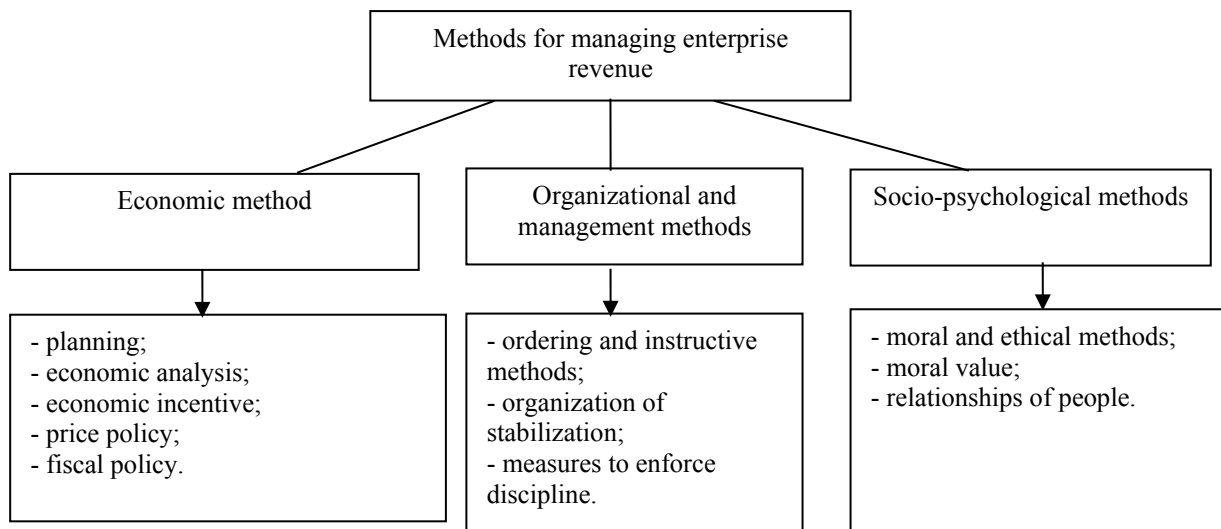 Methods for managing enterprise
revenue
Economic method
Organizational and
management methods
Socio-psychological methods
- planning;
- economic analysis;
- economic incentive;
- price policy;
- fiscal policy.
- ordering and instructive
methods;
- organization of
stabilization;
- measures to enforce
discipline.
- moral and ethical methods;
- moral value;
- relationships of people.